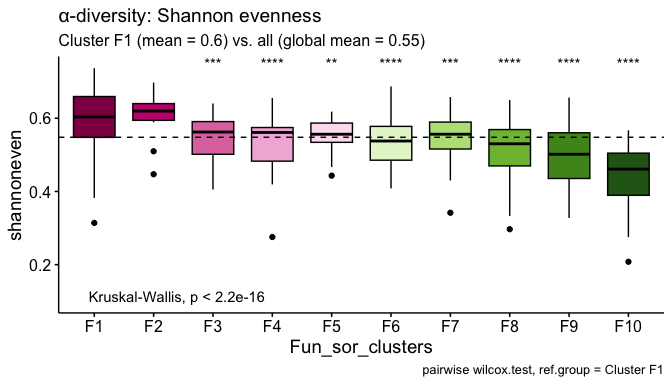 α-diversity: Shannon evenness
Cluster F1 (mean = 0.6) vs. all (global mean = 0.55)
*** **** ** **** *** **** **** ****
0.6
0.4
0.2
shannoneven
Kruskal-Wallis, p < 2.2e-16
F1 F2 F3 F4 F5 F6 F7 F8 F9 F10
Fun_sor_clusters
pairwise wilcox.test, ref.group = Cluster F1